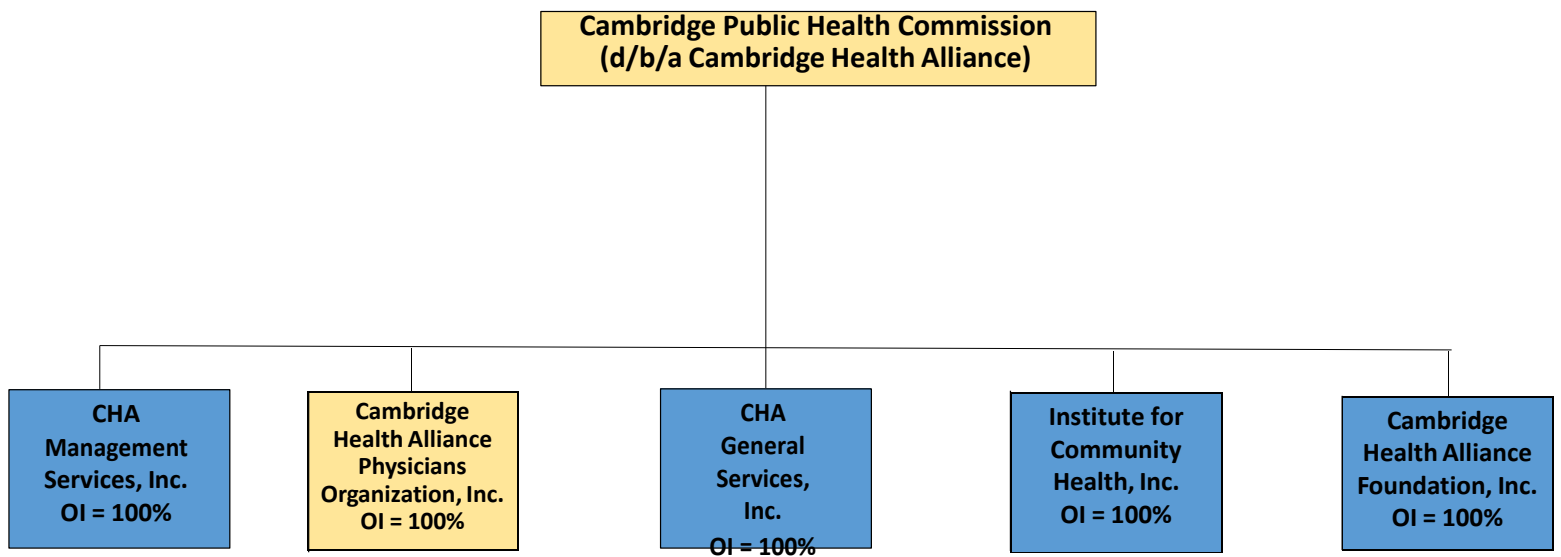 Cambridge Public Health Commission
(d/b/a Cambridge Health Alliance)
CHA
Management
Services, Inc.
OI = 100%
Cambridge
Health Alliance
Physicians
Organization, Inc.
OI = 100%
CHA
General
Services,
Inc.
OI = 100%
Institute for
Community
Health, Inc.
OI = 100%
Cambridge
Health Alliance
Foundation, Inc.
OI = 100%